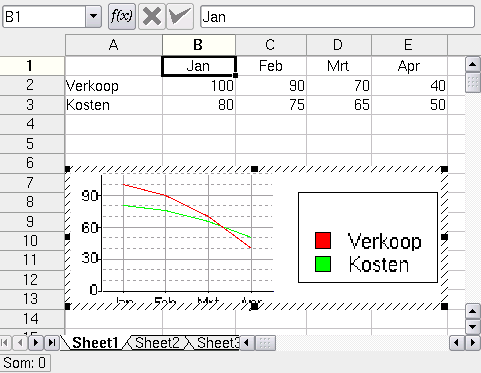 B1 f(x) Jan
A B C D E
1 Jan Feb Mrt Apr
2 Verkoop 100 90 70 40
3 Kosten 80 75 65 50
4
5
6
7
8
9
10
11
12
13
14
15
90
60
30
0
Jan Feb Mrt Apr
Verkoop
Kosten
Sheet1 Sheet2 Sheet3
Som: 0